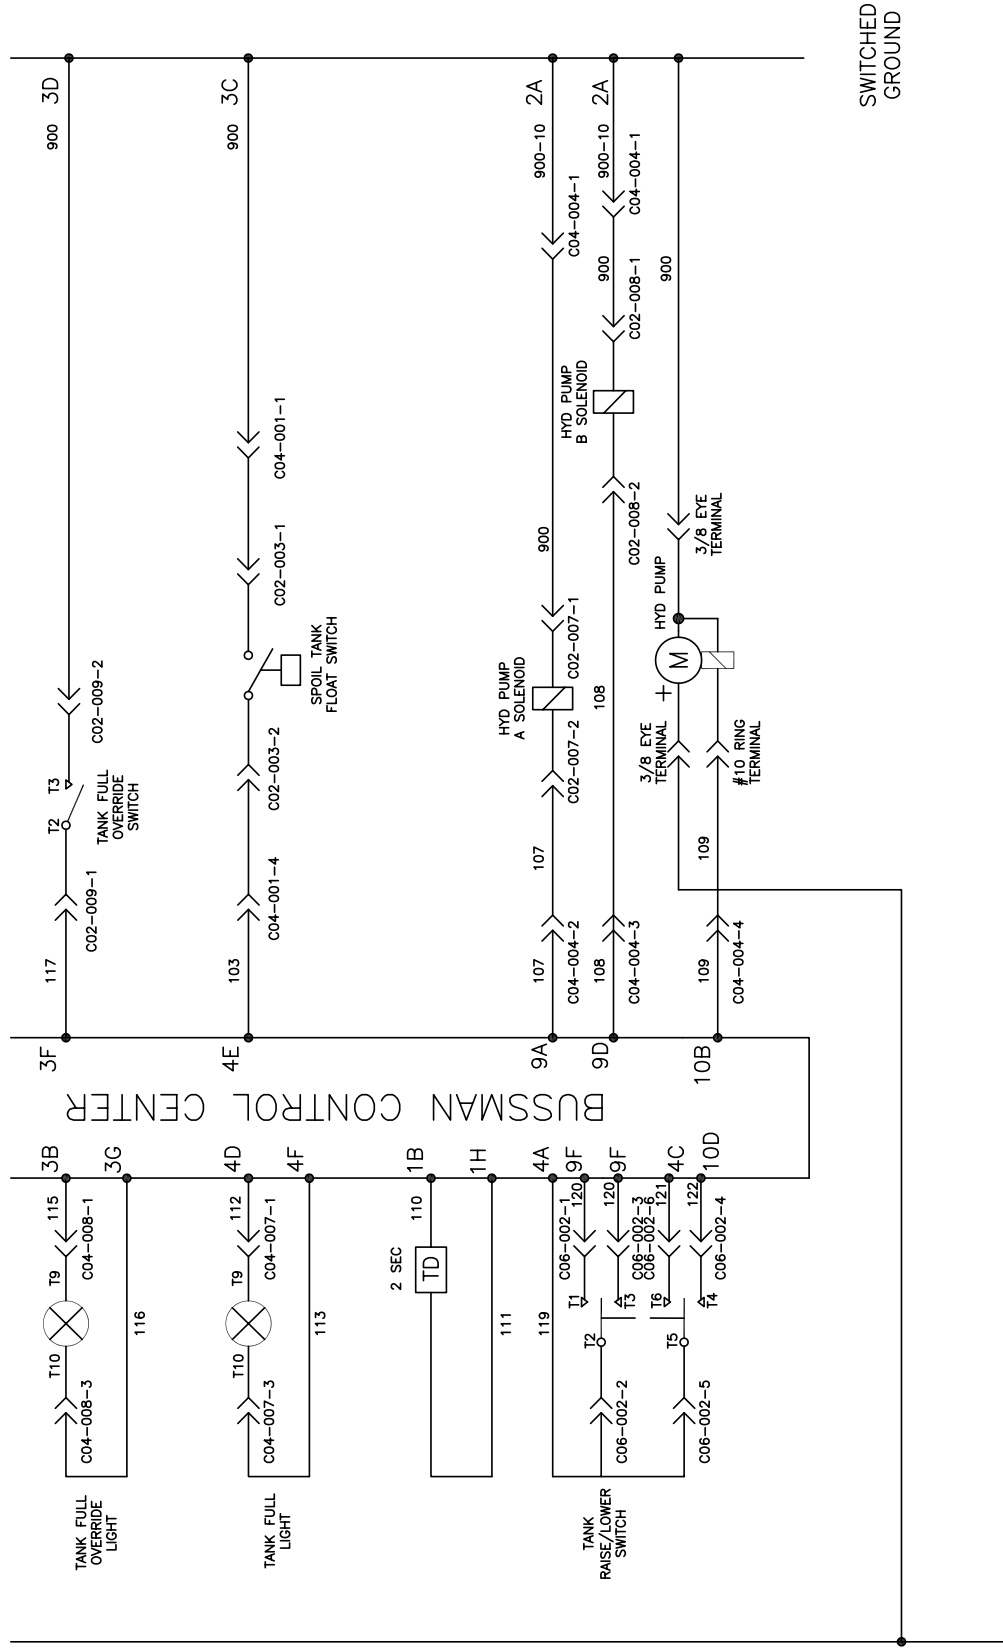 SWITCHED
GROUND
3D
900
C02-009-2
T3
T2
TANK FULL
OVERRIDE
SWITCH
C02-009-1
117
3F
3C
900
C04-001-1
C02-003-1
SPOIL TANK
FLOAT SWITCH
C02-003-2
C04-001-4
103
4E
2A
900-10
C04-004-1
900
C02-007-1
HYD PUMP
A SOLENOID
C02-007-2
107
107
C04-004-2
9A
2A
900-10
C04-004-1
900
C02-008-1
HYD PUMP
B SOLENOID
C02-008-2
108
108
C04-004-3
9D
900
3/8 EYE
TERMINAL
HYD PUMP
M
+
3/8 EYE
TERMINAL
#10 RING
TERMINAL
109
109
C04-004-4
10B
BUSSMAN CONTROL CENTER
3B
3G
115
C04-008-1
T9
T10
C04-008-3
116
TANK FULL
OVERRIDE
LIGHT
4D
4F
112
C04-007-1
T9
T10
C04-007-3
113
TANK FULL
LIGHT
1B
1H
110
2 SEC
TD
111
4A
119
9F
120
C06-002-1
T1
9F
120
C06-002-3
T3
T2
C06-002-2
4C
121
C06-002-6
T6
10D
122
C06-002-4
T4
T5
C06-002-5
TANK
RAISE/LOWER
SWITCH